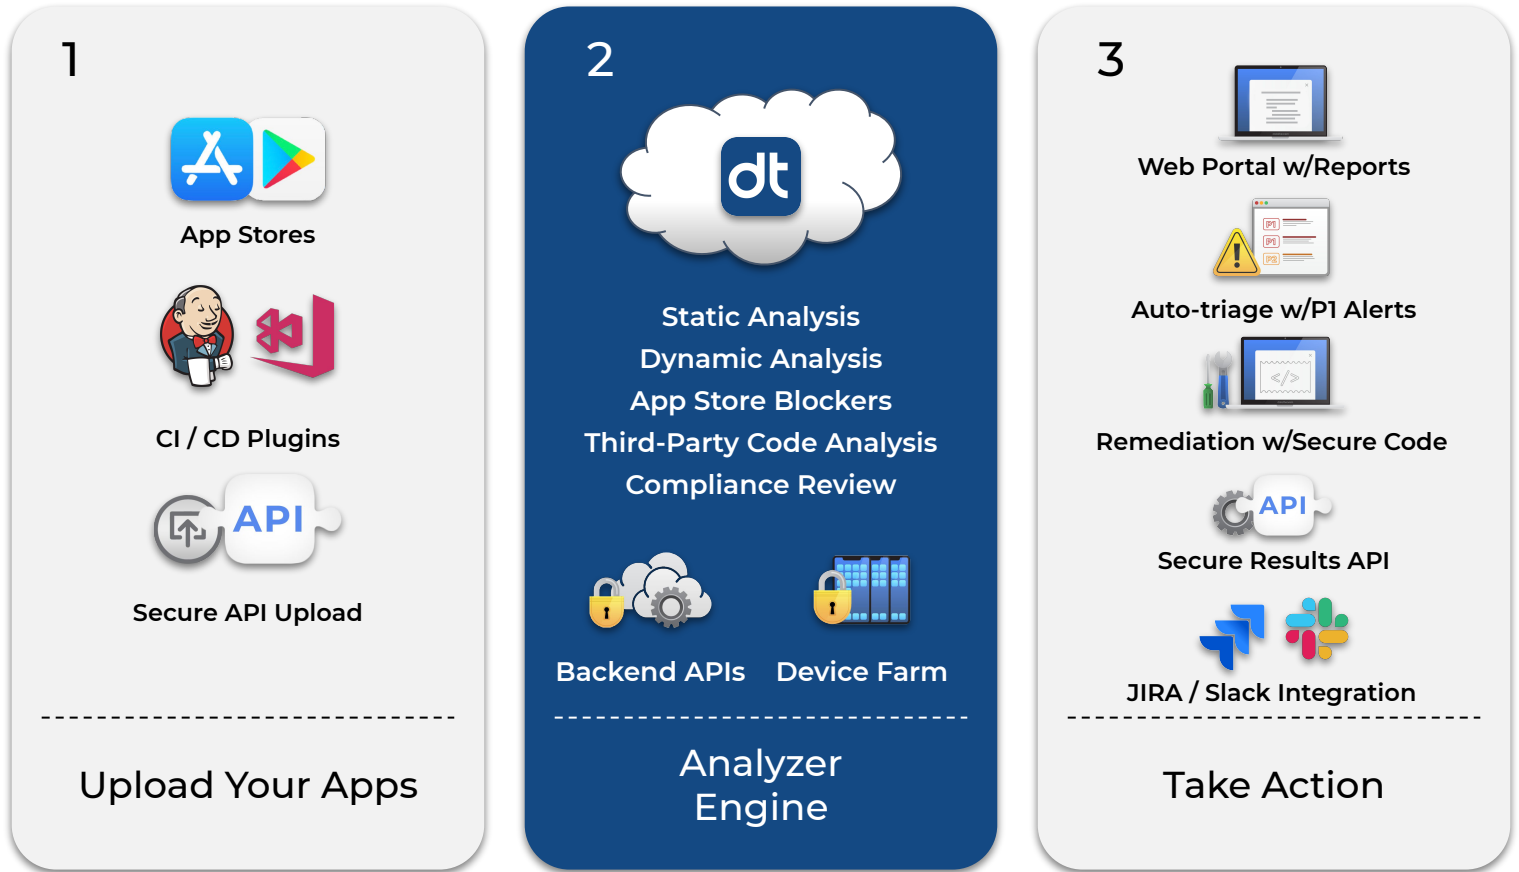 1
App Stores
CI / CD Plugins
API
Secure API Upload
Upload Your Apps
2
dt
Static Analysis
Dynamic Analysis
App Store Blockers
Third-Party Code Analysis
Compliance Review
Backend APIs
Device Farm
Analyzer
Engine
3
Web Portal w/Reports
P1
P1
P2
Auto-triage w/P1 Alerts
</>
Remediation w/Secure Code
API
Secure Results API
JIRA / Slack Integration
Take Action